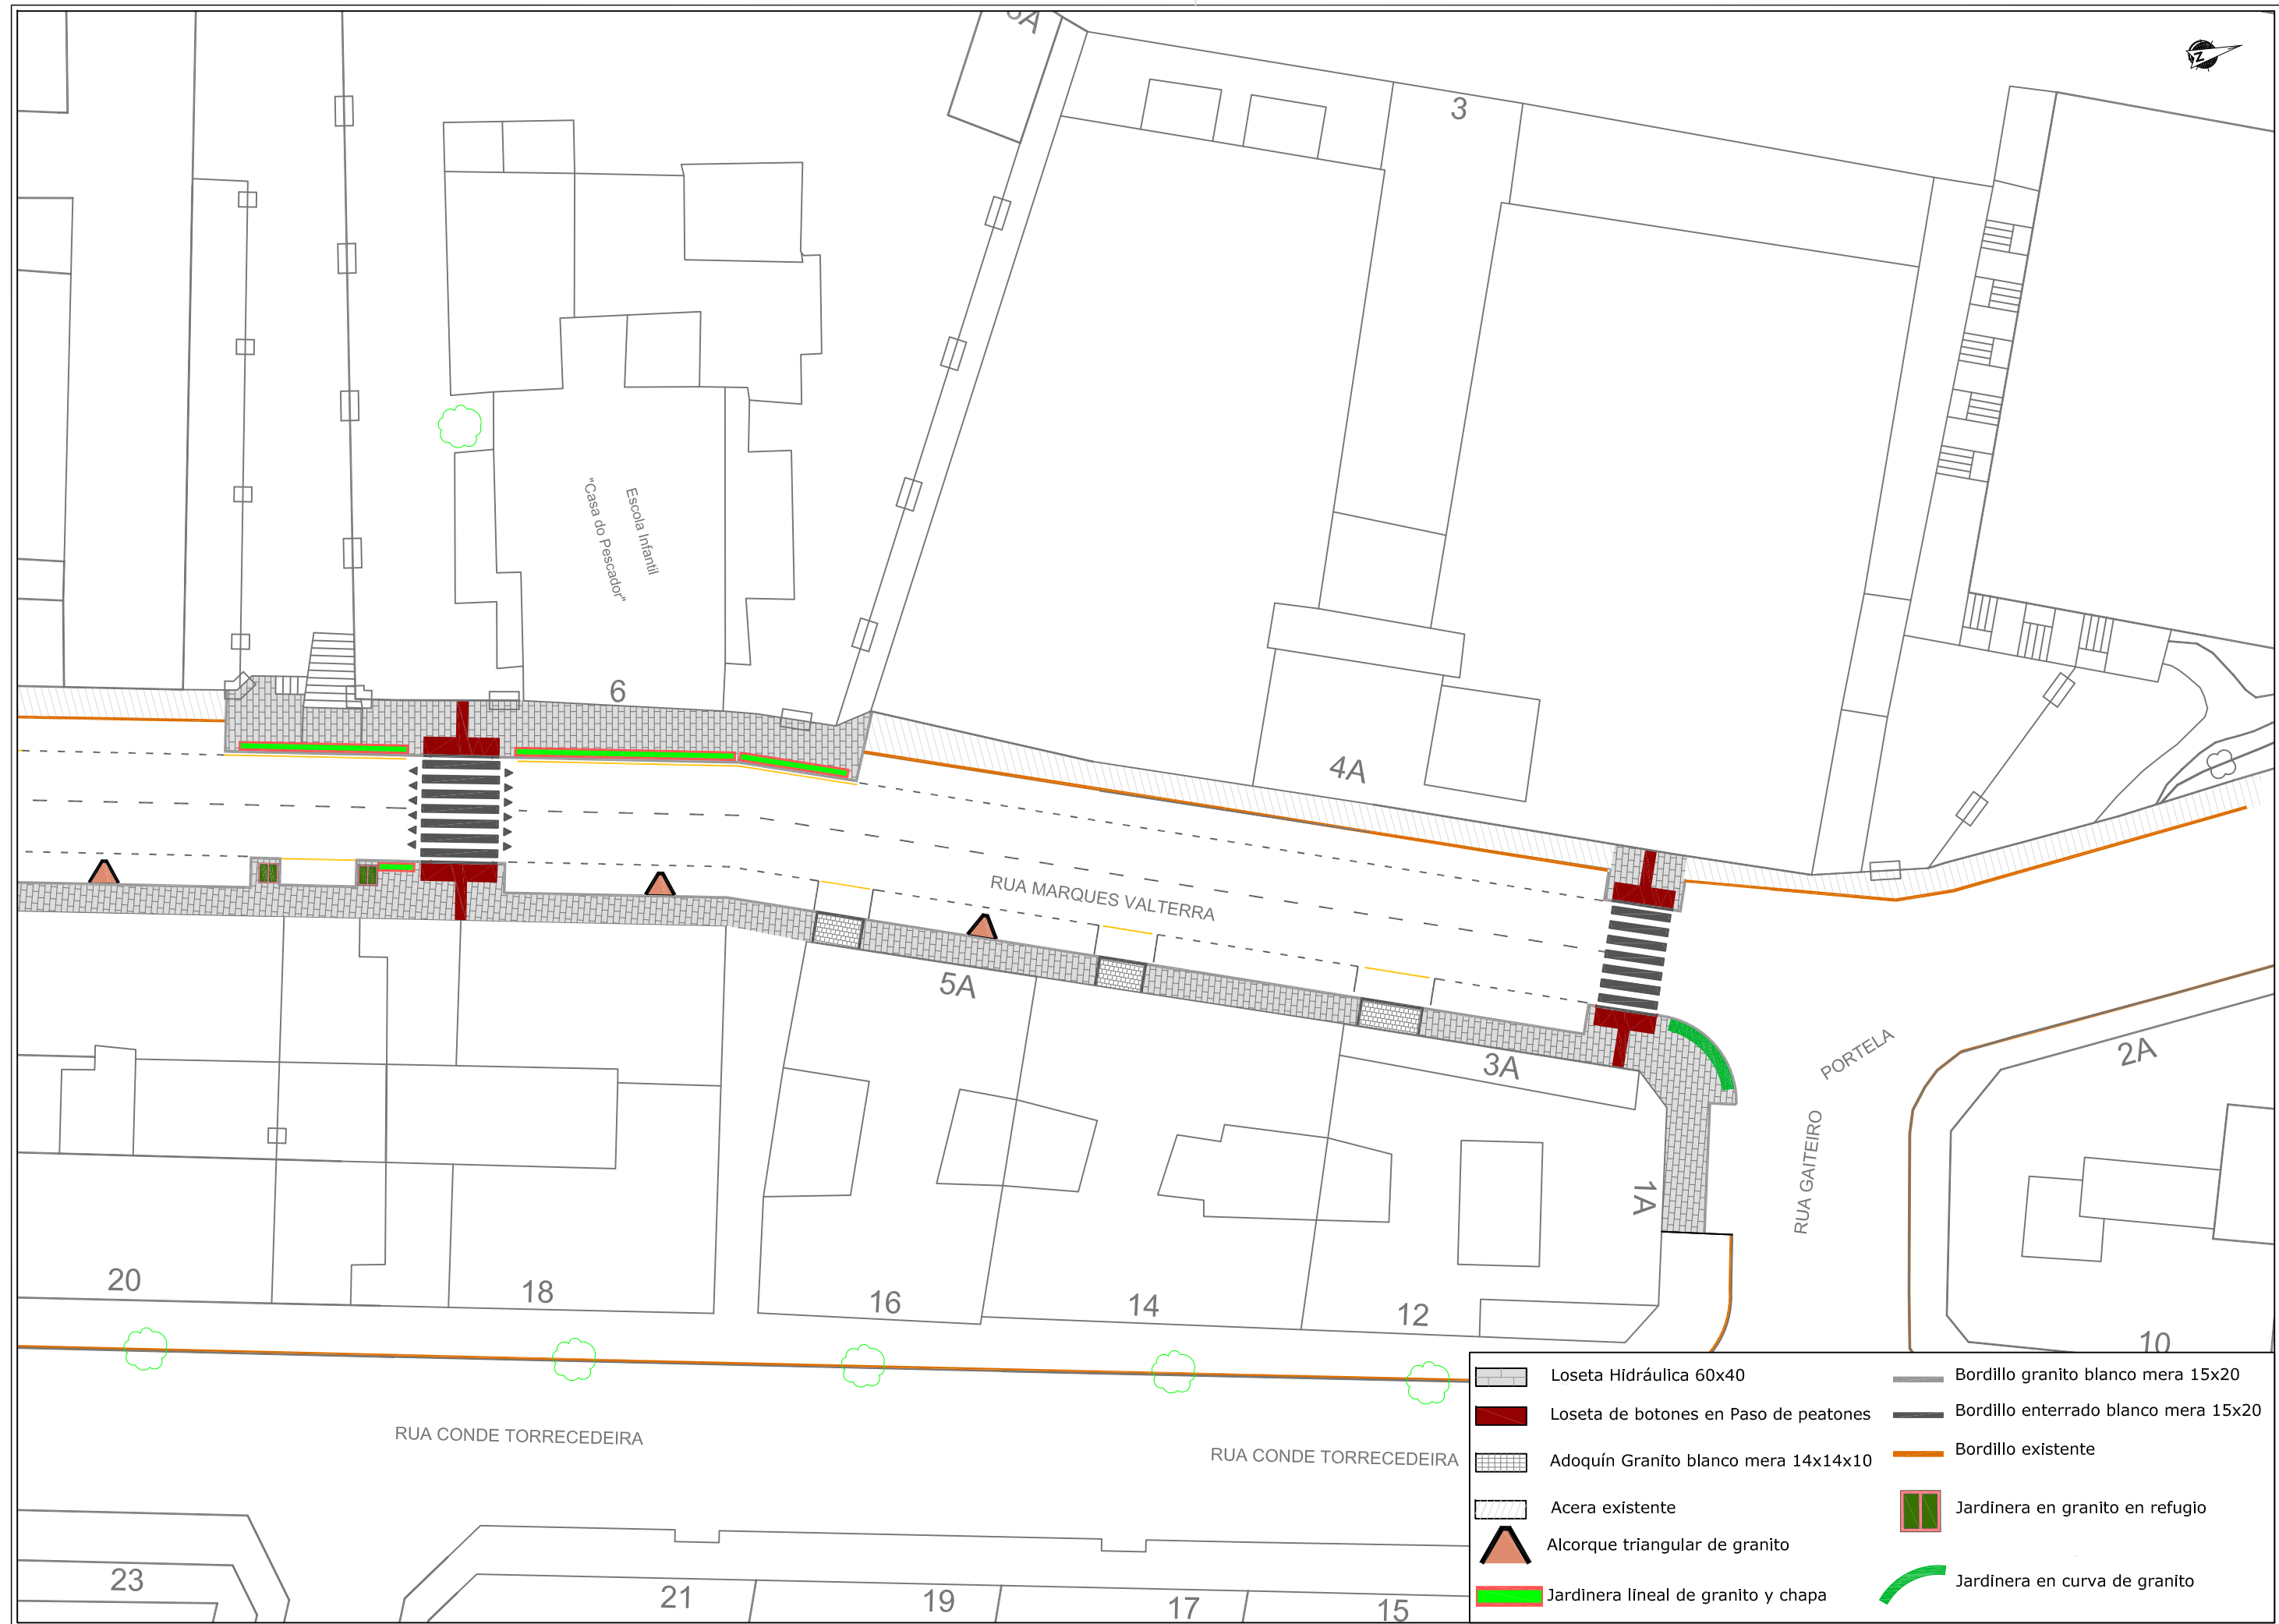 N
3
"Casa do Pescador"
Escola Infantil
6
4A
RUA MARQUES VALTERRA
5A
3A
PORTELA
2A
RUA GAITEIRO
1A
20
18
16
14
12
10
RUA CONDE TORRECEDEIRA
RUA CONDE TORRECEDEIRA
23
21
19
17
15
Loseta Hidráulica 60x40
Loseta de botones en Paso de peatones
Adoquín Granito blanco mera 14x14x10
Acera existente
Alcorque triangular de granito
Jardinera lineal de granito y chapa
Bordillo granito blanco mera 15x20
Bordillo enterrado blanco mera 15x20
Bordillo existente
Jardinera en granito en refugio
Jardinera en curva de granito